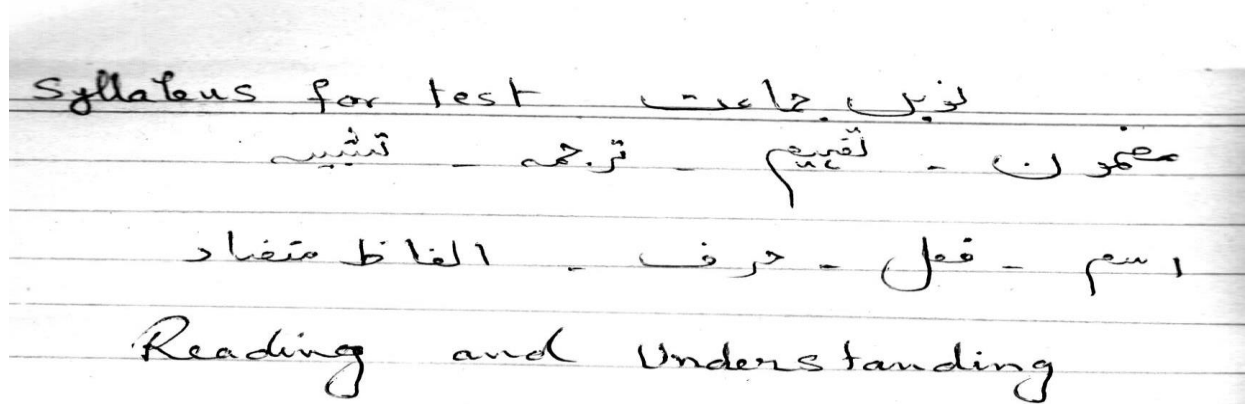 Syllabus for test نویں جماعت
مضمون - تفہیم - ترجمہ - تشبیہ
اسم - فعل - حرف - الفاظ متضاد
Reading and Understanding